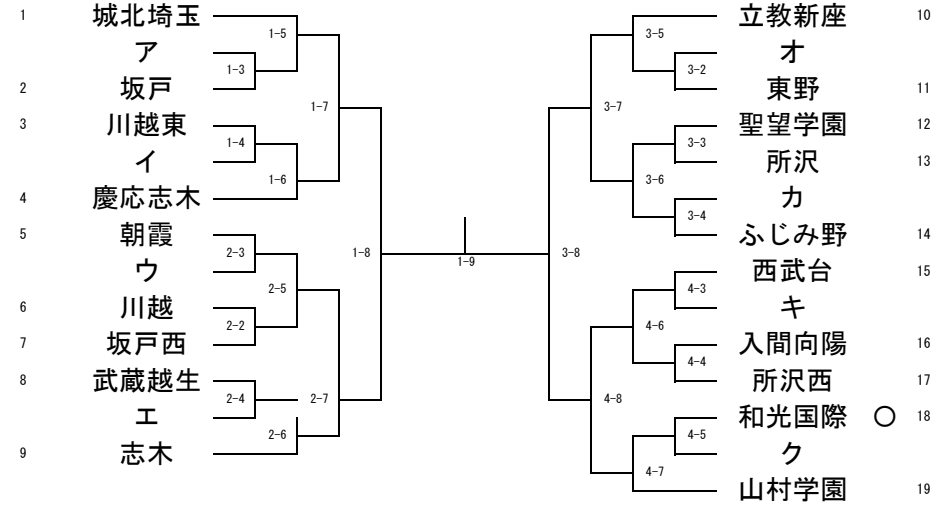 1 城北埼玉
ア
2 坂戸
3 川越東
イ
4 慶応志木
5 朝霞
ウ
6 川越
7 坂戸西
8 武蔵越生
エ
9 志木
1-5
1-3
1-7
1-4
1-6
2-3
1-8
2-5
2-2
2-4
2-7
2-6
1-9
3-5
3-2
3-7
3-3
3-6
3-4
3-8
4-3
4-6
4-4
4-8
4-5
4-7
立教新座 10
オ
東野 11
聖望学園 12
所沢 13
カ
ふじみ野 14
西武台 15
キ
入間向陽 16
所沢西 17
和光国際 ○ 18
ク
山村学園 19